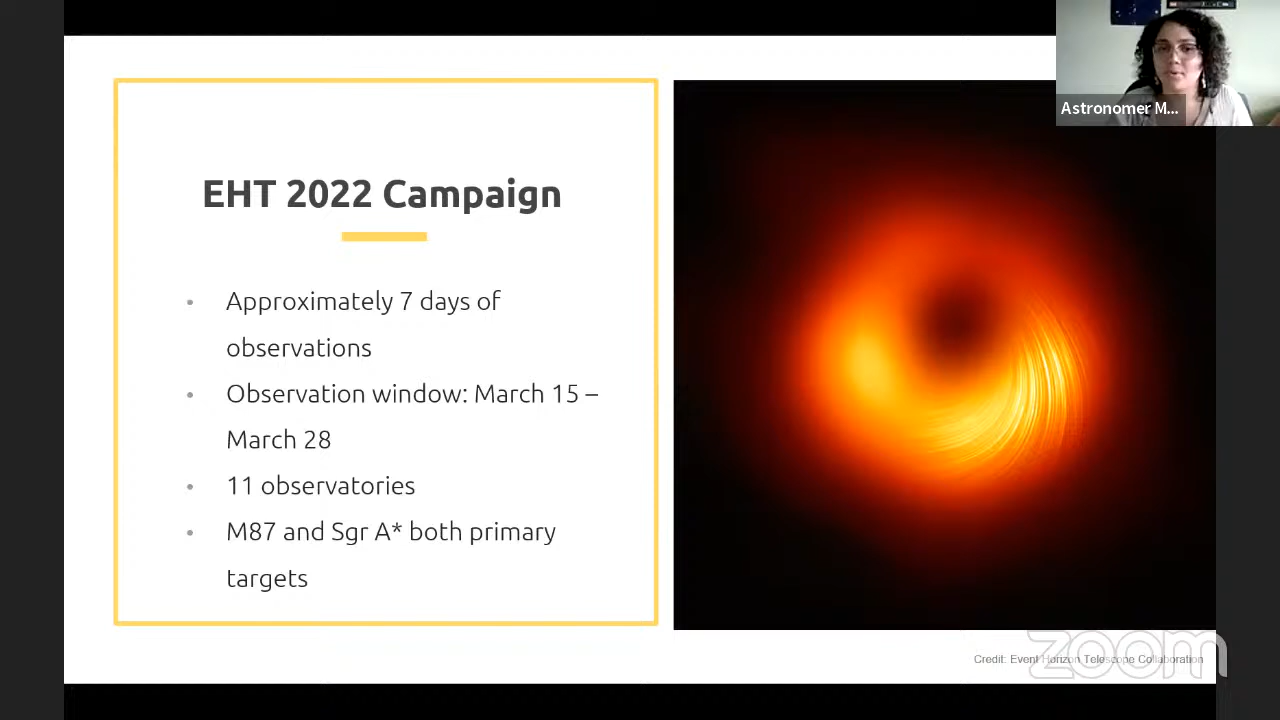 Astronomer M...
EHT 2022 Campaign
• Approximately 7 days of
observations
• Observation window: March 15 –
March 28
• 11 observatories
• M87 and Sgr A* both primary
targets
Credit: Event Horizon Telescope Collaboration
zoom